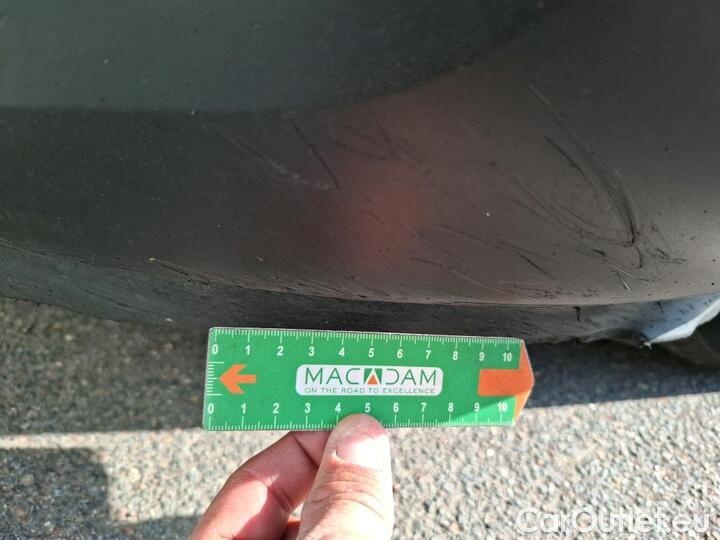 0 1 2 3 4 5 6 7 8 9 10
MACADAM
ON THE ROAD TO EXCELLENCE
0 1 2 3 4 5 6 7 8 9 10
CarOutlet.eu